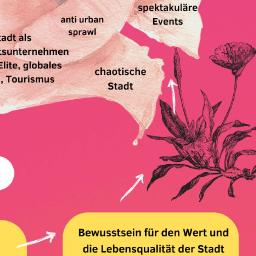 spektakuläre
Events
anti urban
sprawl
tadt als
tsunternehmen
Elite, globales
, Tourismus
chaotische
Stadt
Bewusstsein für den Wert und
die Lebensqualität der Stadt